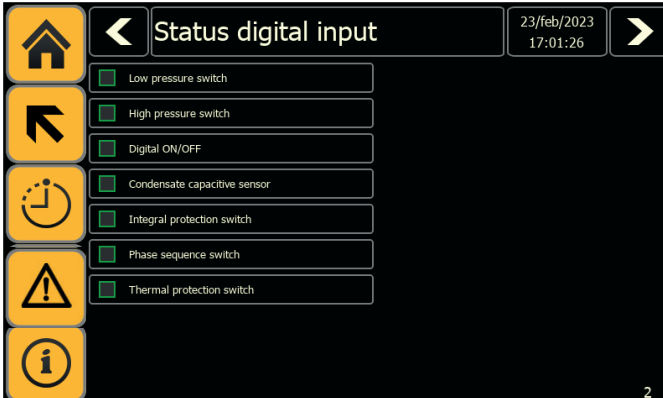 Status digital input
23/feb/2023
17:01:26
Low pressure switch
High pressure switch
Digital ON/OFF
Condensate capacitive sensor
Integral protection switch
Phase sequence switch
Thermal protection switch
2